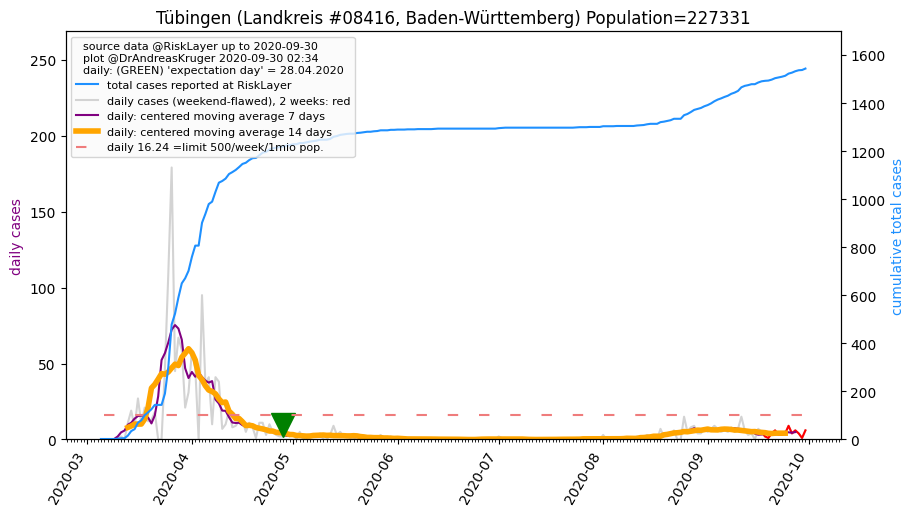 Tübingen (Landkreis #08416, Baden-Württemberg) Population=227331
source data @RiskLayer up to 2020-09-30
plot @DrAndreasKruger 2020-09-30 02:34
daily: (GREEN) 'expectation day' = 28.04.2020
total cases reported at RiskLayer
daily cases (weekend-flawed), 2 weeks: red
daily: centered moving average 7 days
daily: centered moving average 14 days
daily 16.24 =limit 500/week/1mio pop.
daily cases
250
200
150
100
50
0
cumulative total cases
1600
1400
1200
1000
800
600
400
200
0
2020-03
2020-04
2020-05
2020-06
2020-07
2020-08
2020-09
2020-10